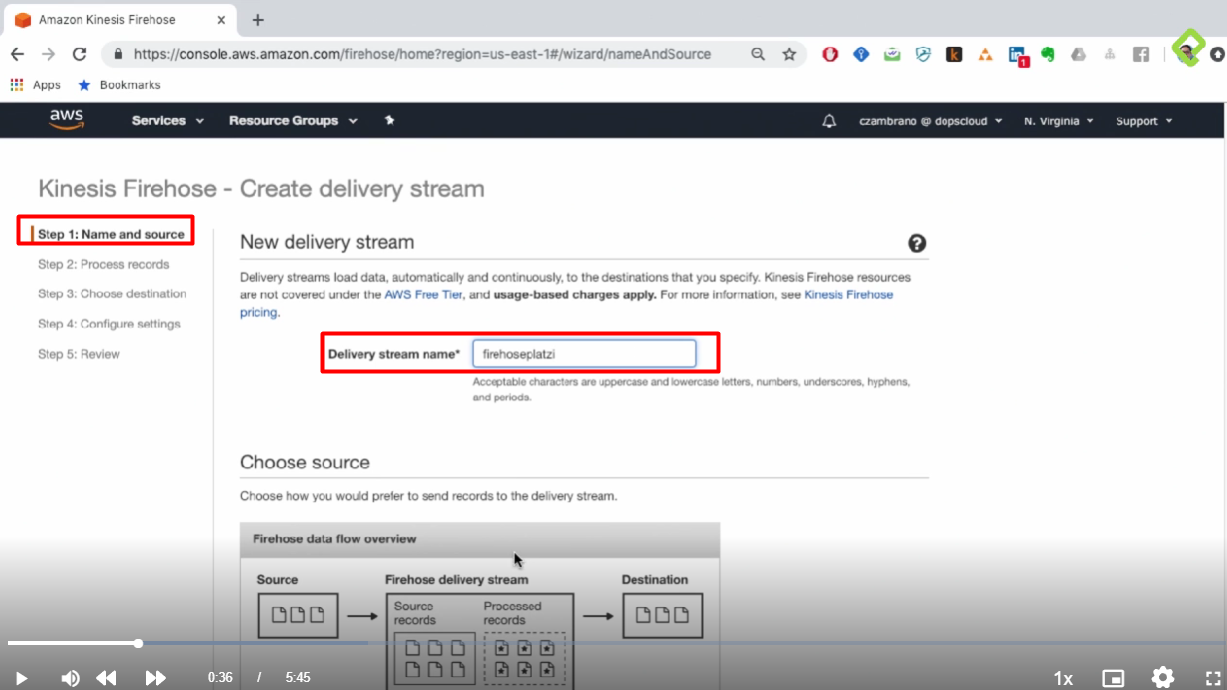 Amazon Kinesis Firehose
https://console.aws.amazon.com/firehose/home?region=us-east-1#/wizard/nameAndSource
1
Apps
Bookmarks
aws
Services
Resource Groups
czambrano @ dopscloud
N. Virginia
Support
Kinesis Firehose - Create delivery stream
Step 1: Name and source
Step 2: Process records
Step 3: Choose destination
Step 4: Configure settings
Step 5: Review
New delivery stream
Delivery streams load data, automatically and continuously, to the destinations that you specify. Kinesis Firehose resources
are not covered under the AWS Free Tier, and usage-based charges apply. For more information, see Kinesis Firehose
pricing.
Delivery stream name*
firehoseplatzi
Acceptable characters are uppercase and lowercase letters, numbers, underscores, hyphens,
and periods.
Choose source
Choose how you would prefer to send records to the delivery stream.
Firehose data flow overview
Source
Firehose delivery stream
Destination
Source
records
Processed
records
0:36 / 5:45
1x